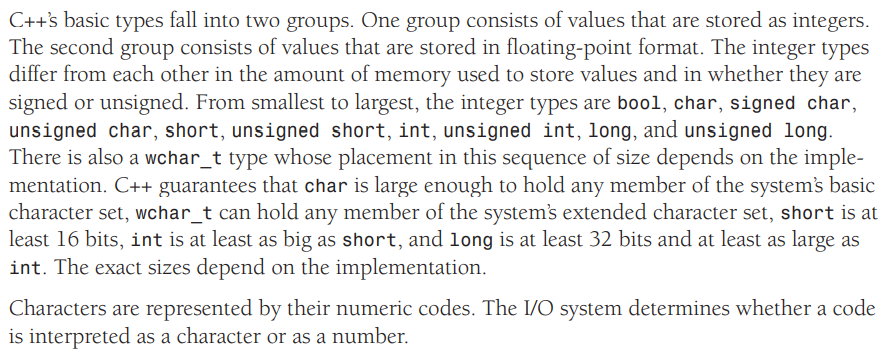 C++'s basic types fall into two groups. One group consists of values that are stored as integers.
The second group consists of values that are stored in floating-point format. The integer types
differ from each other in the amount of memory used to store values and in whether they are
signed or unsigned. From smallest to largest, the integer types are bool, char, signed char,
unsigned char, short, unsigned short, int, unsigned int, long, and unsigned long.
There is also a wchar_t type whose placement in this sequence of size depends on the imple-
mentation. C++ guarantees that char is large enough to hold any member of the system's basic
character set, wchar_t can hold any member of the system's extended character set, short is at
least 16 bits, int is at least as big as short, and long is at least 32 bits and at least as large as
int. The exact sizes depend on the implementation.
Characters are represented by their numeric codes. The I/O system determines whether a code
is interpreted as a character or as a number.